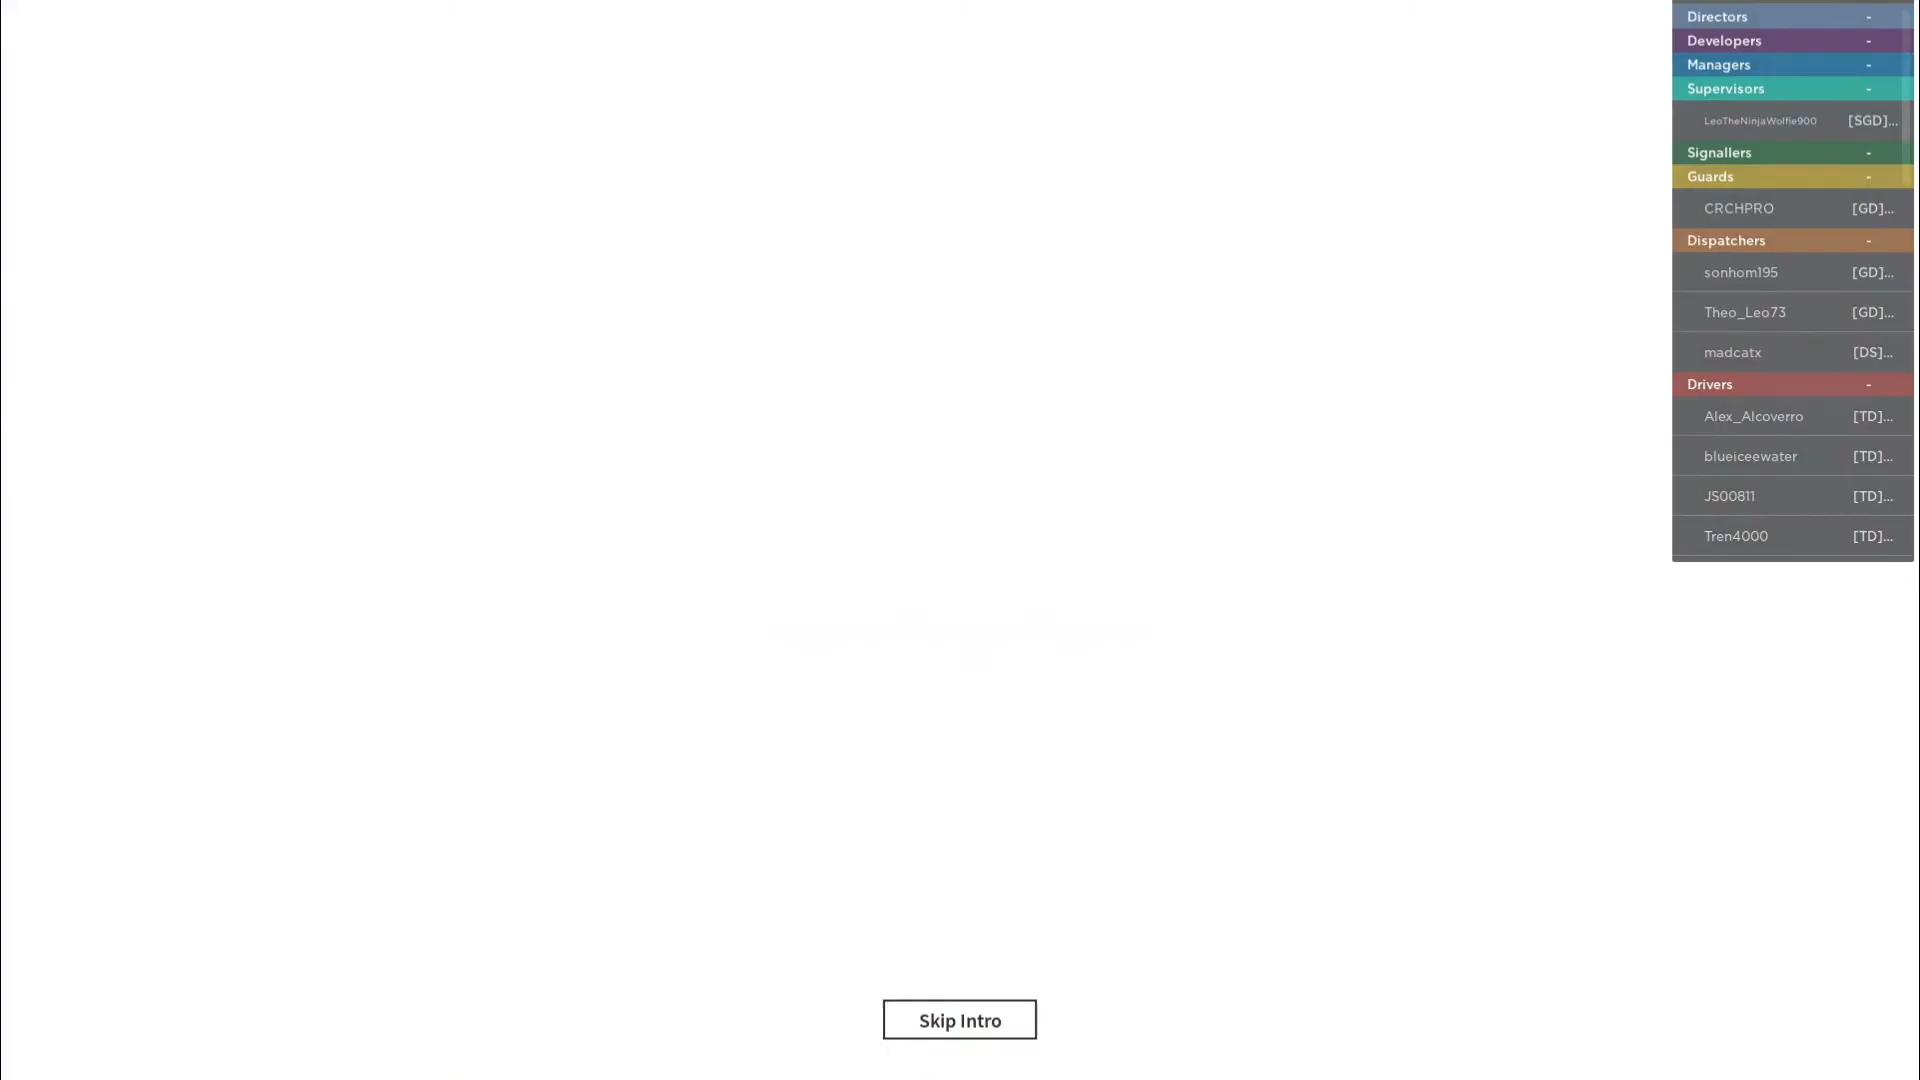 Directors -
Developers -
Managers -
Supervisors -
LeoTheNinjaWolfie900 [SGD]...
Signallers -
Guards -
CRCHPRO [GD]...
Dispatchers -
sonhom195 [GD]...
Theo_Leo73 [GD]...
madcatx [DS]...
Drivers -
Alex_Alcoverro [TD]...
blueiceewater [TD]...
JS00811 [TD]...
Tren4000 [TD]...
Skip Intro